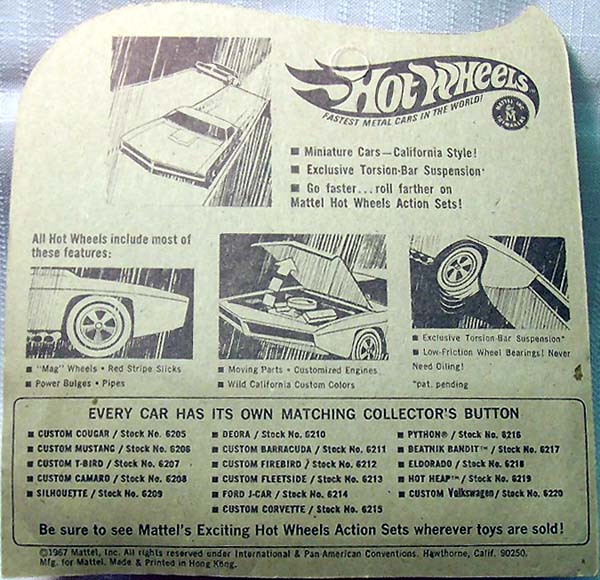 Hot Wheels
FASTEST METAL CARS IN THE WORLD!
MATTEL, INC.
M
TOYMAKERS
■ Miniature Cars—California Style!
■ Exclusive Torsion-Bar Suspension*
■ Go faster...roll farther on
Mattel Hot Wheels Action Sets!
All Hot Wheels include most of
these features:
■ "Mag" Wheels • Red Stripe Slicks
■ Power Bulges • Pipes
■ Moving Parts • Customized Engines
■ Wild California Custom Colors
■ Exclusive Torsion-Bar Suspension*
■ Low-Friction Wheel Bearings! Never
Need Oiling!
*pat. pending
EVERY CAR HAS ITS OWN MATCHING COLLECTOR'S BUTTON
■ CUSTOM COUGAR / Stock No. 6205
■ CUSTOM MUSTANG / Stock No. 6206
■ CUSTOM T-BIRD / Stock No. 6207
■ CUSTOM CAMARO / Stock No. 6208
■ SILHOUETTE / Stock No. 6209
■ DEORA / Stock No. 6210
■ CUSTOM BARRACUDA / Stock No. 6211
■ CUSTOM FIREBIRD / Stock No. 6212
■ CUSTOM FLEETSIDE / Stock No. 6213
■ FORD J-CAR / Stock No. 6214
■ CUSTOM CORVETTE / Stock No. 6215
■ PYTHON® / Stock No. 6216
■ BEATNIK BANDIT™ / Stock No. 6217
■ ELDORADO / Stock No. 6218
■ HOT HEAP™ / Stock No. 6219
■ CUSTOM Volkswagen / Stock No. 6220
Be sure to see Mattel's Exciting Hot Wheels Action Sets wherever toys are sold!
©1967 Mattel, Inc. All rights reserved under International & Pan American Conventions. Hawthorne, Calif. 90250.
Mfg. for Mattel. Made & Printed in Hong Kong.